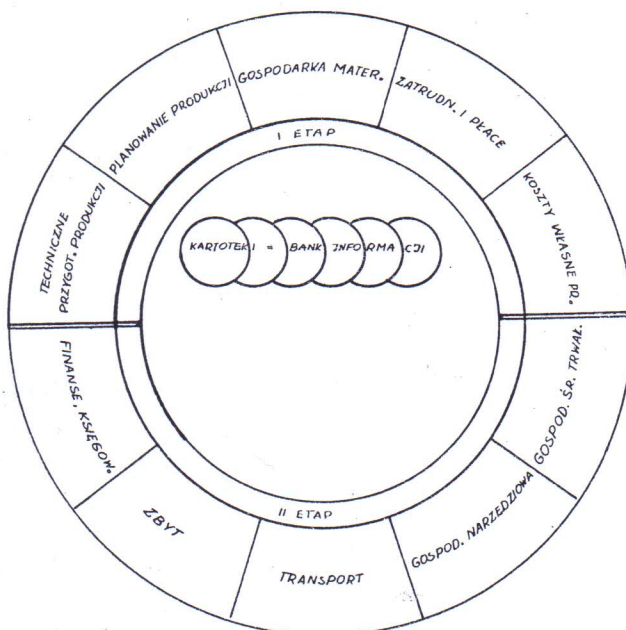 TECHNICZNE
PRZYGOT. PRODUKCJI
PLANOWANIE PRODUKCJI
GOSPODARKA MATER.
ZATRUDN. I PŁACE
KOSZTY WŁASNE PR.
I ETAP
KARTOTEKI = BANK INFORMACJI
GOSPOD. ŚR. TRWAŁ.
GOSPOD. NARZĘDZIOWA
TRANSPORT
ZBYT
FINANSE, KSIĘGOW.
II ETAP